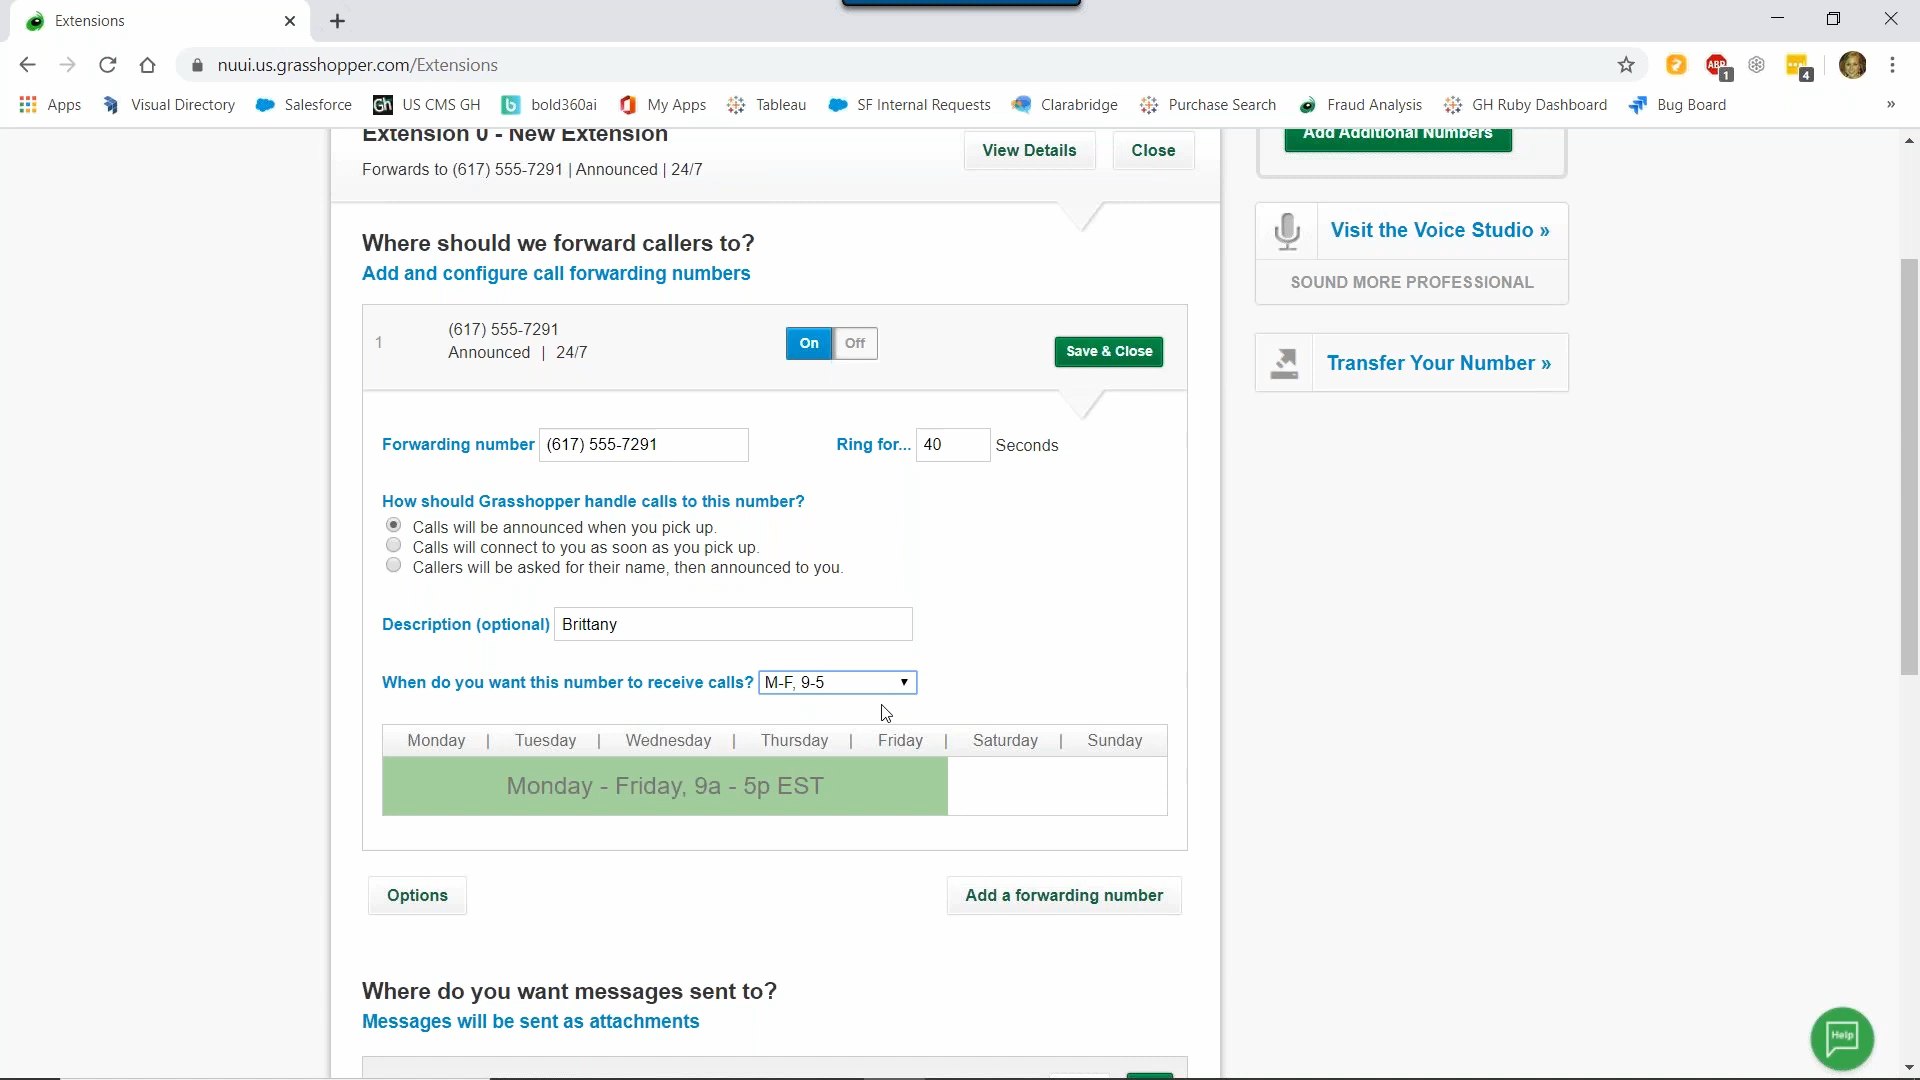 Extensions
nuui.us.grasshopper.com/Extensions
ABP 1 4
Apps Visual Directory Salesforce Gh US CMS GH b bold360ai My Apps Tableau SF Internal Requests Clarabridge Purchase Search Fraud Analysis GH Ruby Dashboard Bug Board »
Extension 0 - New Extension
Forwards to (617) 555-7291 | Announced | 24/7
View Details
Close
Add Additional Numbers
Visit the Voice Studio »
SOUND MORE PROFESSIONAL
Transfer Your Number »
Where should we forward callers to?
Add and configure call forwarding numbers
1
(617) 555-7291
Announced | 24/7
On Off
Save & Close
Forwarding number (617) 555-7291
Ring for... 40 Seconds
How should Grasshopper handle calls to this number?
Calls will be announced when you pick up.
Calls will connect to you as soon as you pick up.
Callers will be asked for their name, then announced to you.
Description (optional) Brittany
When do you want this number to receive calls? M-F, 9-5
Monday | Tuesday | Wednesday | Thursday | Friday | Saturday | Sunday
Monday - Friday, 9a - 5p EST
Options
Add a forwarding number
Where do you want messages sent to?
Messages will be sent as attachments
Help